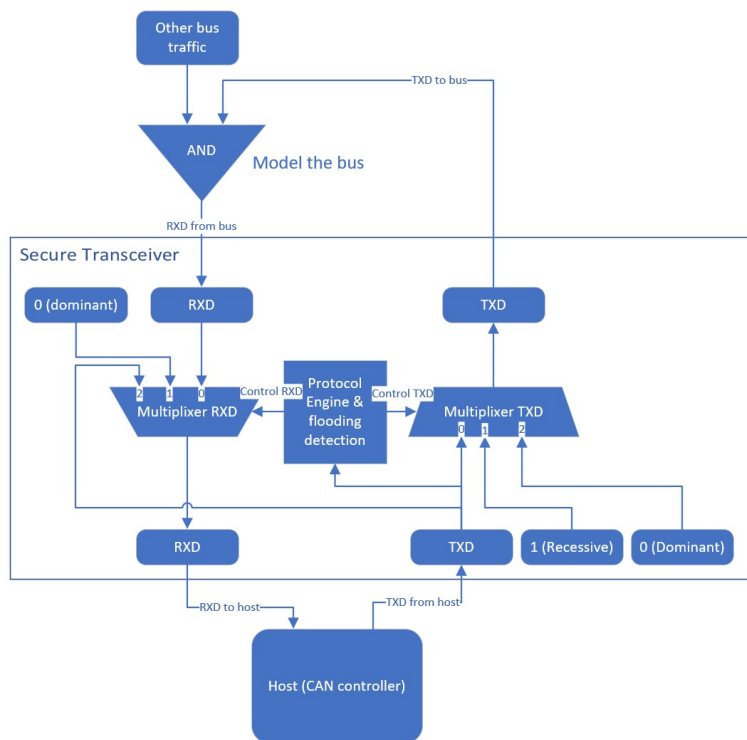 Other bus
traffic
TXD to bus
AND
Model the bus
RXD from bus
Secure Transceiver
0 (dominant)
RXD
TXD
2 1 0
Multiplixer RXD
Control RXD
Protocol
Engine &
flooding
detection
Control TXD
Multiplixer TXD
0 1 2
RXD
TXD
1 (Recessive)
0 (Dominant)
RXD to host
TXD from host
Host (CAN controller)